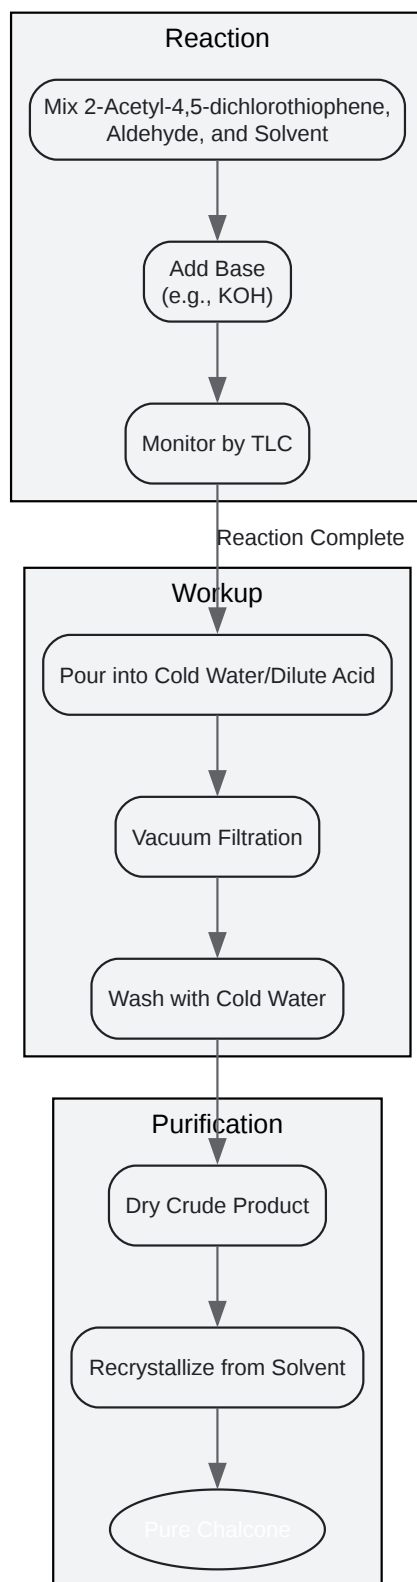 Reaction
Mix 2-Acetyl-4,5-dichlorothiophene,
Aldehyde, and Solvent
Add Base
(e.g., KOH)
Monitor by TLC
Reaction Complete
Workup
Pour into Cold Water/Dilute Acid
Vacuum Filtration
Wash with Cold Water
Purification
Dry Crude Product
Recrystallize from Solvent
Pure Chalcone